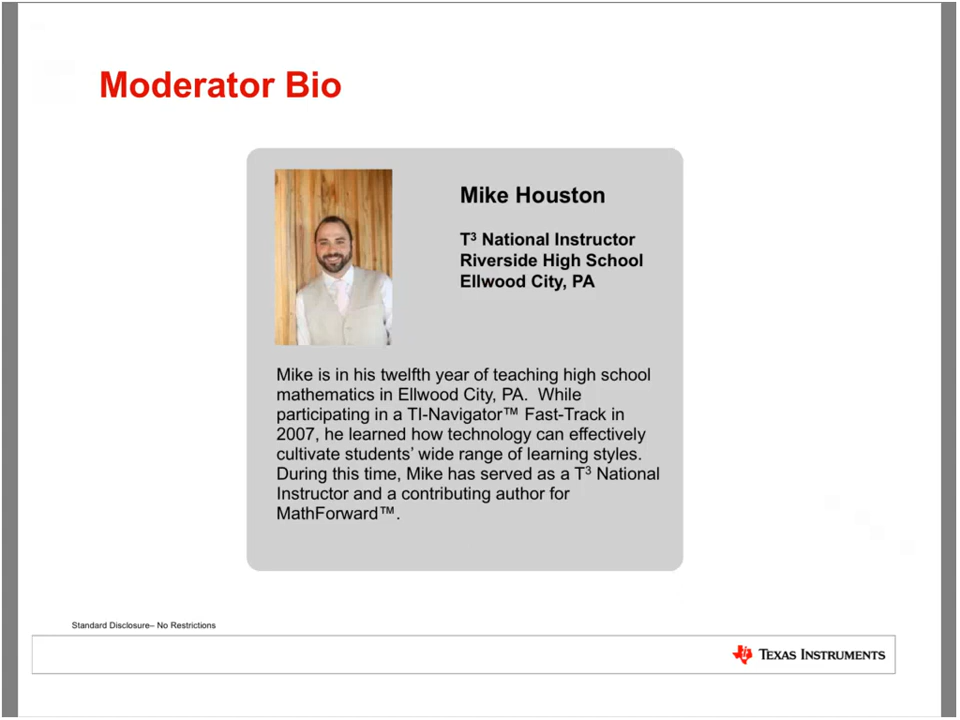 Moderator Bio
Mike Houston
T³ National Instructor
Riverside High School
Ellwood City, PA
Mike is in his twelfth year of teaching high school
mathematics in Ellwood City, PA.  While
participating in a TI-Navigator™ Fast-Track in
2007, he learned how technology can effectively
cultivate students’ wide range of learning styles.
During this time, Mike has served as a T³ National
Instructor and a contributing author for
MathForward™.
Standard Disclosure– No Restrictions
TEXAS INSTRUMENTS